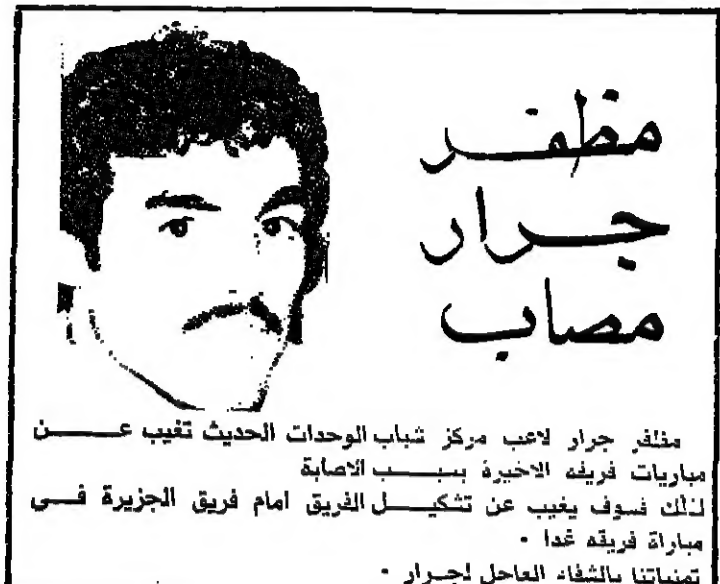 مظفر
جرار
مصاب
مظفر جرار لاعب مركز شباب الوحدات الحديث تغيب عن
مباريات فريقه الاخيرة بسبب الاصابة
لذلك فسوف يغيب عن تشكيل الفريق امام فريق الجزيرة في
مباراة فريقه غدا .
تمنياتنا بالشفاء العاجل لجرار .